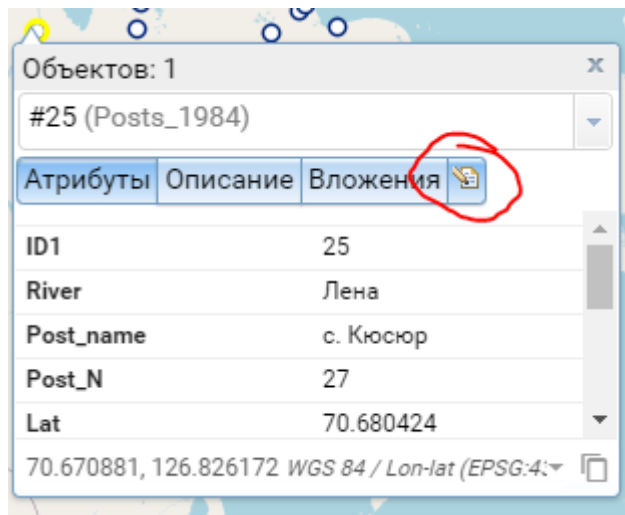 Объектов: 1 x
#25 (Posts_1984)
Атрибуты Описание Вложения
ID1 25
River Лена
Post_name с. Кюсюр
Post_N 27
Lat 70.680424
70.670881, 126.826172 WGS 84 / Lon-lat (EPSG:4